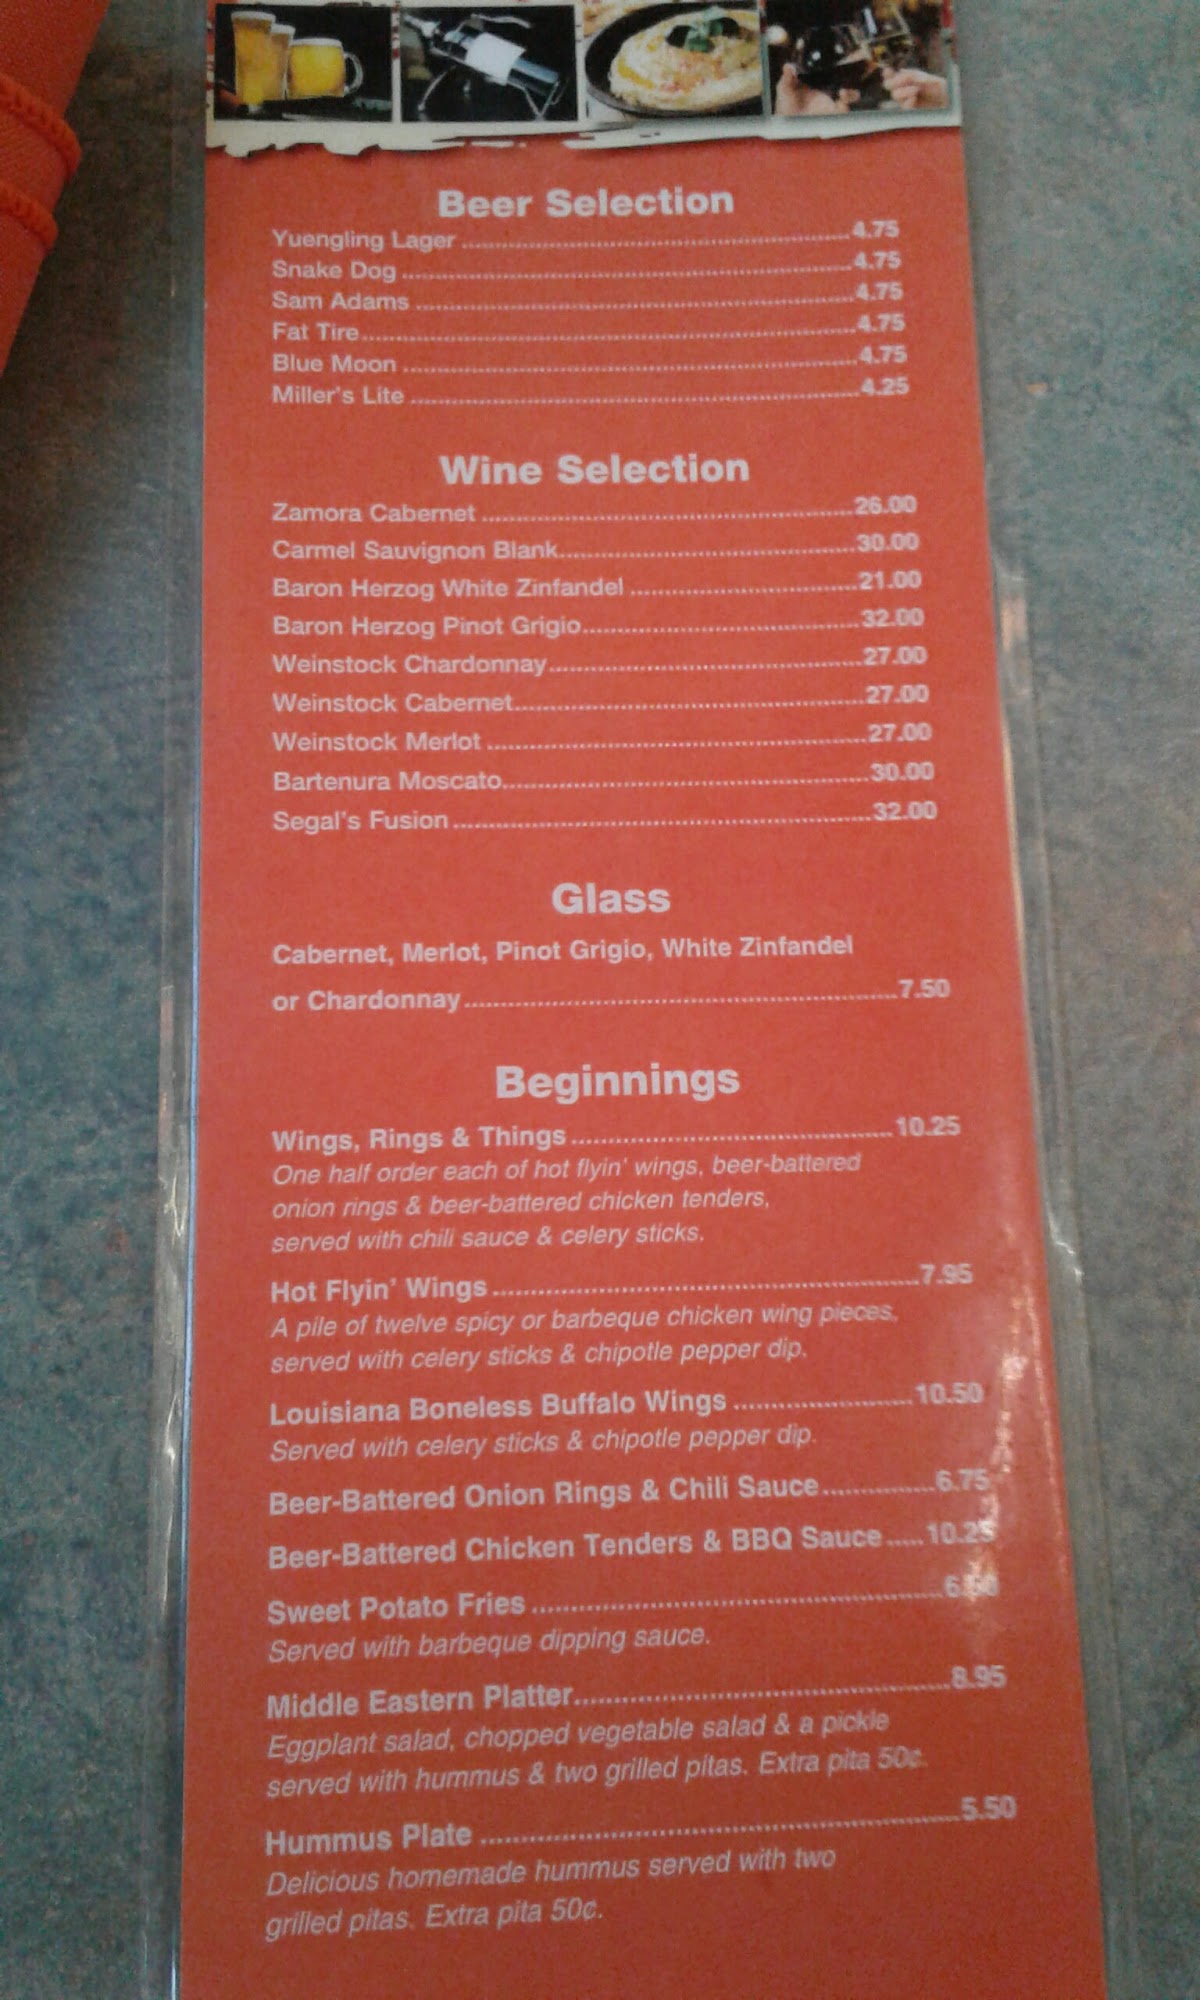 Beer Selection
Yuengling Lager 4.75
Snake Dog 4.75
Sam Adams 4.75
Fat Tire 4.75
Blue Moon 4.75
Miller's Lite 4.25
Wine Selection
Zamora Cabernet 26.00
Carmel Sauvignon Blank 30.00
Baron Herzog White Zinfandel 21.00
Baron Herzog Pinot Grigio 32.00
Weinstock Chardonnay 27.00
Weinstock Cabernet 27.00
Weinstock Merlot 27.00
Bartenura Moscato 30.00
Segal's Fusion 32.00
Glass
Cabernet, Merlot, Pinot Grigio, White Zinfandel
or Chardonnay 7.50
Beginnings
Wings, Rings & Things 10.25
One half order each of hot flyin' wings, beer-battered
onion rings & beer-battered chicken tenders,
served with chili sauce & celery sticks.
Hot Flyin' Wings 7.95
A pile of twelve spicy or barbeque chicken wing pieces,
served with celery sticks & chipotle pepper dip.
Louisiana Boneless Buffalo Wings 10.50
Served with celery sticks & chipotle pepper dip.
Beer-Battered Onion Rings & Chili Sauce 6.75
Beer-Battered Chicken Tenders & BBQ Sauce 10.25
Sweet Potato Fries
Served with barbeque dipping sauce.
Middle Eastern Platter 8.95
Eggplant salad, chopped vegetable salad & a pickle
served with hummus & two grilled pitas. Extra pita 50¢.
Hummus Plate 5.50
Delicious homemade hummus served with two
grilled pitas. Extra pita 50¢.